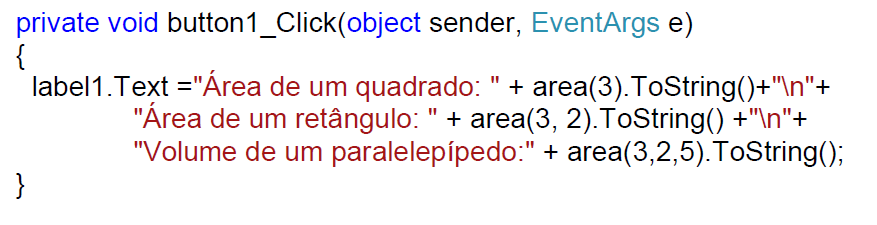 private void button1_Click(object sender, EventArgs e)
{
label1.Text ="Área de um quadrado: " + area(3).ToString()+"\n"+
"Área de um retângulo: " + area(3, 2).ToString() +"\n"+
"Volume de um paralelepípedo:" + area(3,2,5).ToString();
}